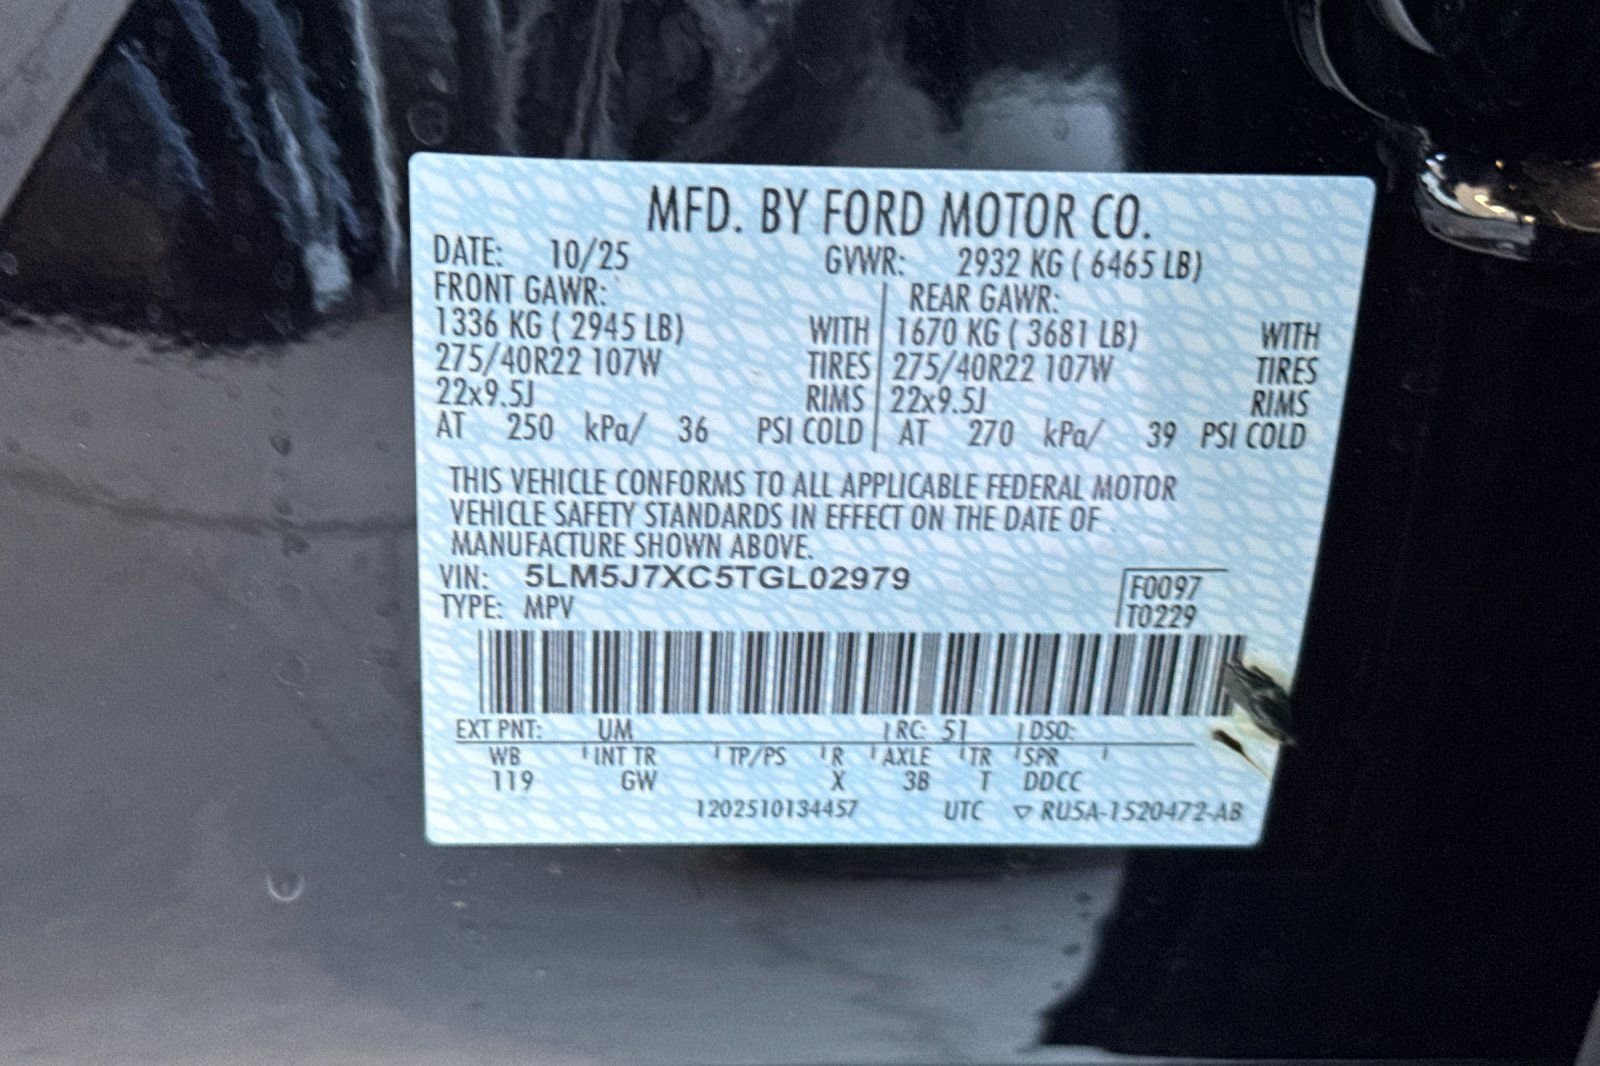 MFD. BY FORD MOTOR CO.
DATE: 10/25 GVWR: 2932 KG ( 6465 LB)
FRONT GAWR: REAR GAWR:
1336 KG ( 2945 LB) WITH 1670 KG ( 3681 LB) WITH
275/40R22 107W TIRES 275/40R22 107W TIRES
22x9.5J RIMS 22x9.5J RIMS
AT 250 kPa/ 36 PSI COLD AT 270 kPa/ 39 PSI COLD
THIS VEHICLE CONFORMS TO ALL APPLICABLE FEDERAL MOTOR
VEHICLE SAFETY STANDARDS IN EFFECT ON THE DATE OF
MANUFACTURE SHOWN ABOVE.
VIN: 5LM5J7XC5TGL02979 F0097
TYPE: MPV T0229
EXT PNT: UM RC: 51 DSO:
WB INT TR TP/PS R AXLE TR SPR
119 GW X 3B T DDCC
1202510134457 UTC ▽ RU5A-1520472-AB